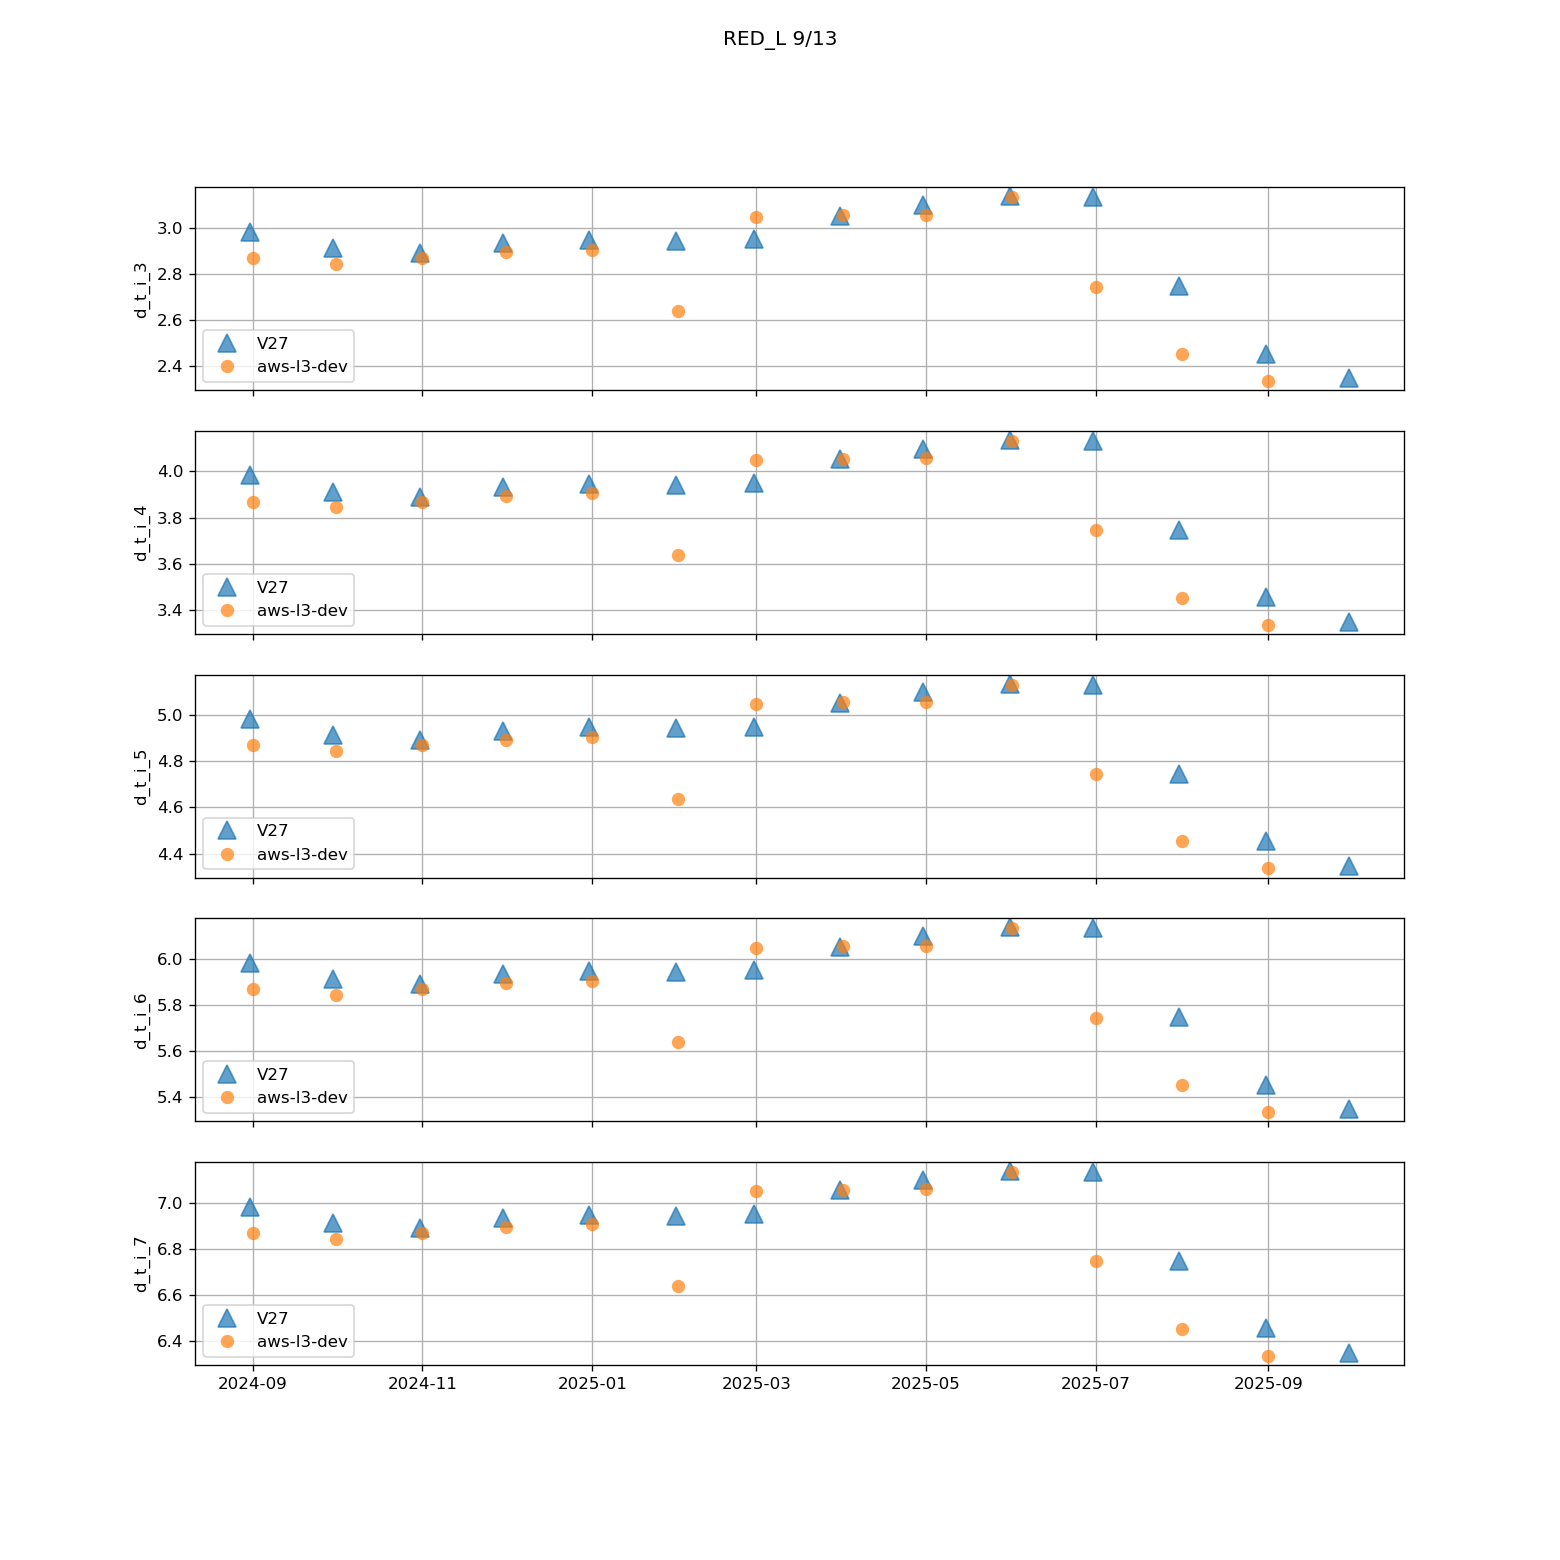 RED_L 9/13
3.0
2.8
2.6
2.4
d_t_i_3
V27
aws-l3-dev
4.0
3.8
3.6
3.4
d_t_i_4
V27
aws-l3-dev
5.0
4.8
4.6
4.4
d_t_i_5
V27
aws-l3-dev
6.0
5.8
5.6
5.4
d_t_i_6
V27
aws-l3-dev
7.0
6.8
6.6
6.4
d_t_i_7
V27
aws-l3-dev
2024-09 2024-11 2025-01 2025-03 2025-05 2025-07 2025-09